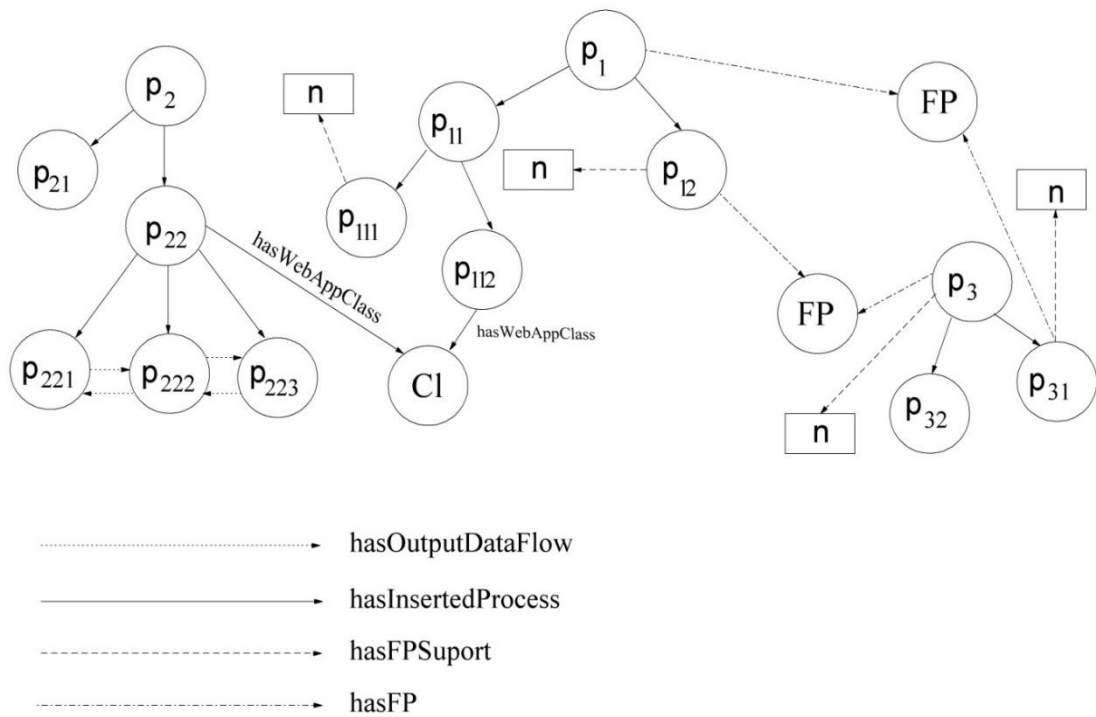 p1
p2
n
FP
p11
p21
n
p12
n
p111
p22
hasWebAppClass
p112
p3
FP
hasWebAppClass
p221
p222
p223
Cl
p31
p32
n
hasOutputDataFlow
hasInsertedProcess
hasFPSuport
hasFP